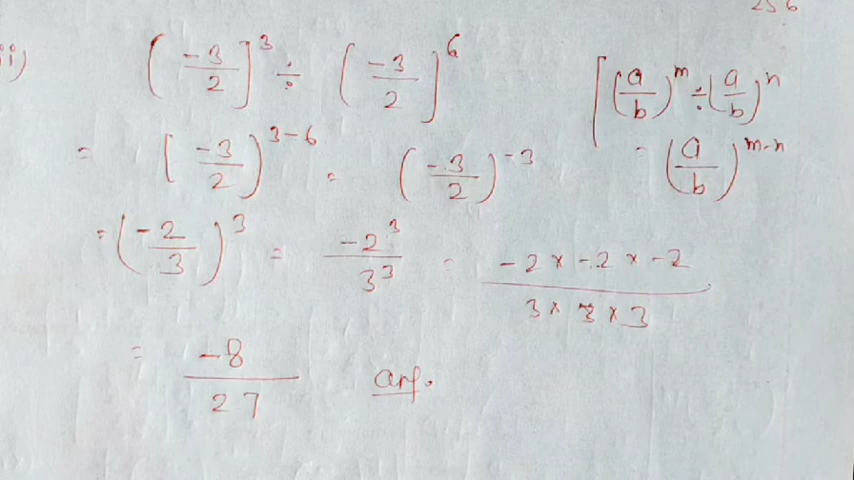 256
ii) (-3/2]^3 ÷ (-3/2]^6 [(a/b)^m ÷ (a/b)^n
= [-3/2)^3-6 = (-3/2)^-3 = (a/b)^m-n
= (-2/3)^3 = -2^3/3^3 = -2 x -2 x -2/3 x 3 x 3
= -8/27 ans.